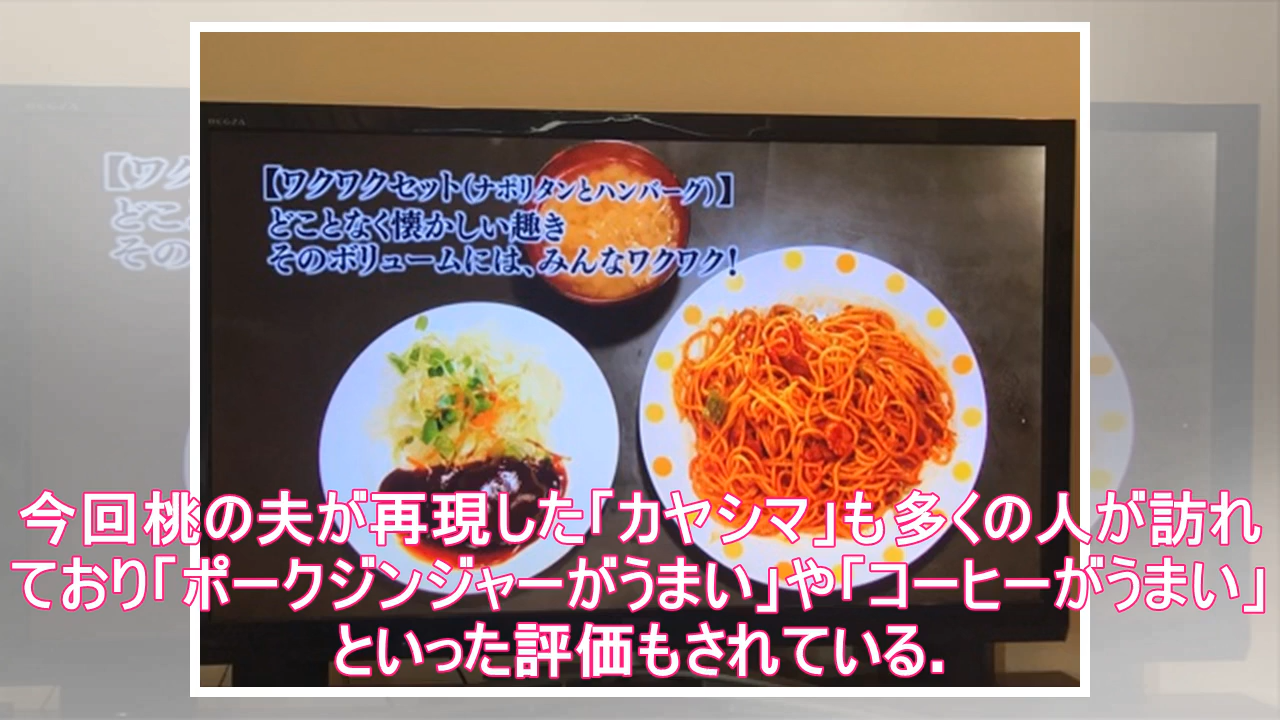 【ワクワクセット(ナポリタンとハンバーグ)】
どことなく懐かしい趣き
そのボリュームには、みんなワクワク!
今回桃の夫が再現した「カヤシマ」も多くの人が訪れ
ており「ポークジンジャーがうまい」や「コーヒーがうまい」
といった評価もされている.